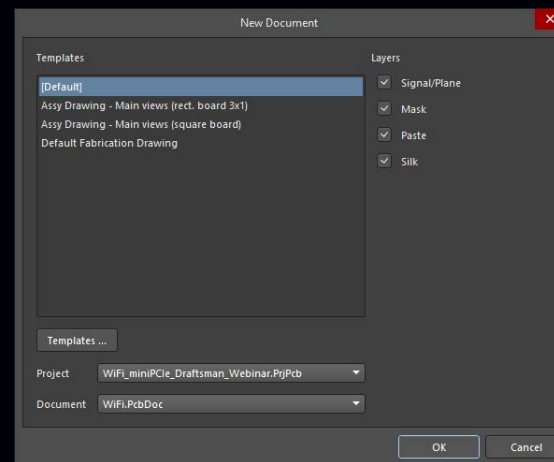 New Document
Templates
[Default]
Assy Drawing - Main views (rect. board 3x1)
Assy Drawing - Main views (square board)
Default Fabrication Drawing
Layers
Signal/Plane
Mask
Paste
Silk
Templates ...
Project WiFi_miniPCIe_Draftsman_Webinar.PrjPcb
Document WiFi.PcbDoc
OK Cancel